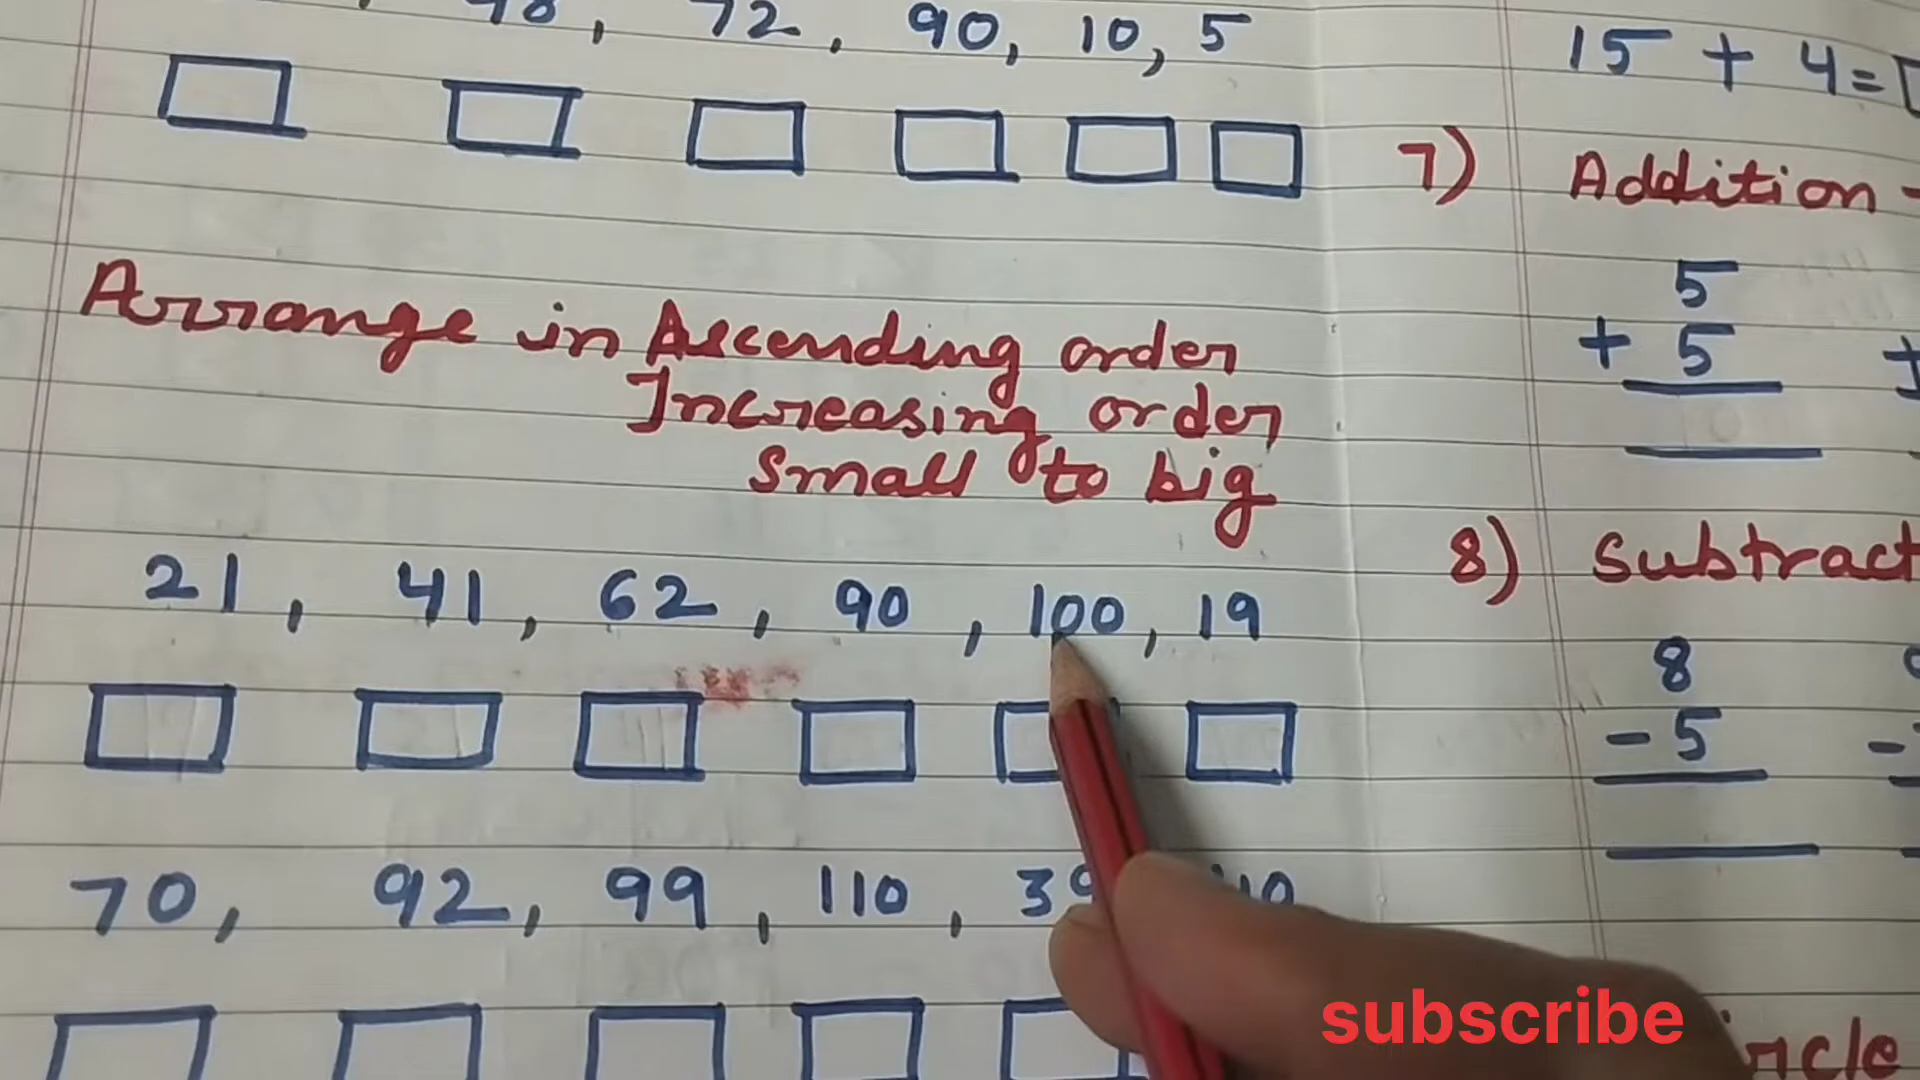 72, 90, 10, 5
Arrange in Ascending order
Increasing order
Small to big
21, 41, 62, 90, 100, 19
70, 92, 99, 110,
15 + 4 =
7) Addition -
5
+ 5
8) Subtract
8
- 5
subscribe